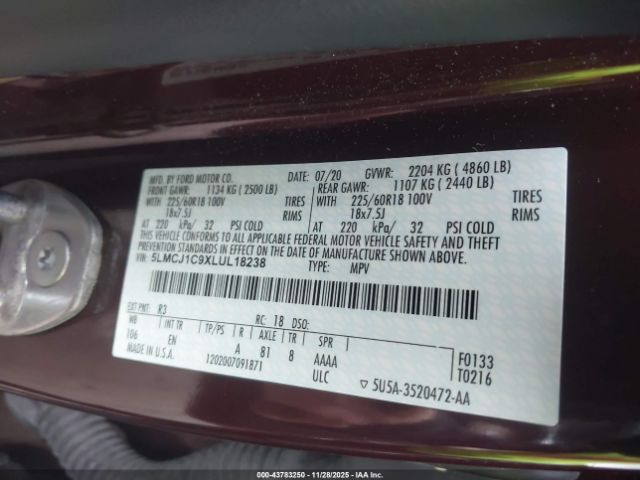 MFD. BY FORD MOTOR CO. 07/20 GVWR: 2204 KG ( 4860 LB)
FRONT GAWR: 1134 KG ( 2500 LB) REAR GAWR: 1107 KG ( 2440 LB)
WITH 225/60R18 100V TIRES WITH 225/60R18 100V TIRES
18x7.5J RIMS 18x7.5J RIMS
AT 220 kPa/ 32 PSI COLD AT 220 kPa/ 32 PSI COLD
THIS VEHICLE CONFORMS TO ALL APPLICABLE FEDERAL MOTOR VEHICLE SAFETY AND THEFT
PREVENTION STANDARDS IN EFFECT ON THE DATE OF MANUFACTURE SHOWN ABOVE.
VIN: 5LMCJ1C9XLUL18238 TYPE: MPV
EXT PNT: R3 RC: 18 DSO:
WB INT TR TP/PS R AXLE TR SPR
106 EN A 81 8 AAAA F0133
MADE IN U.S.A. 1202007091871 ULC T0216
▽ 5U5A-3520472-AA
000-43783250 | 11/28/2025 | IAAI.COM